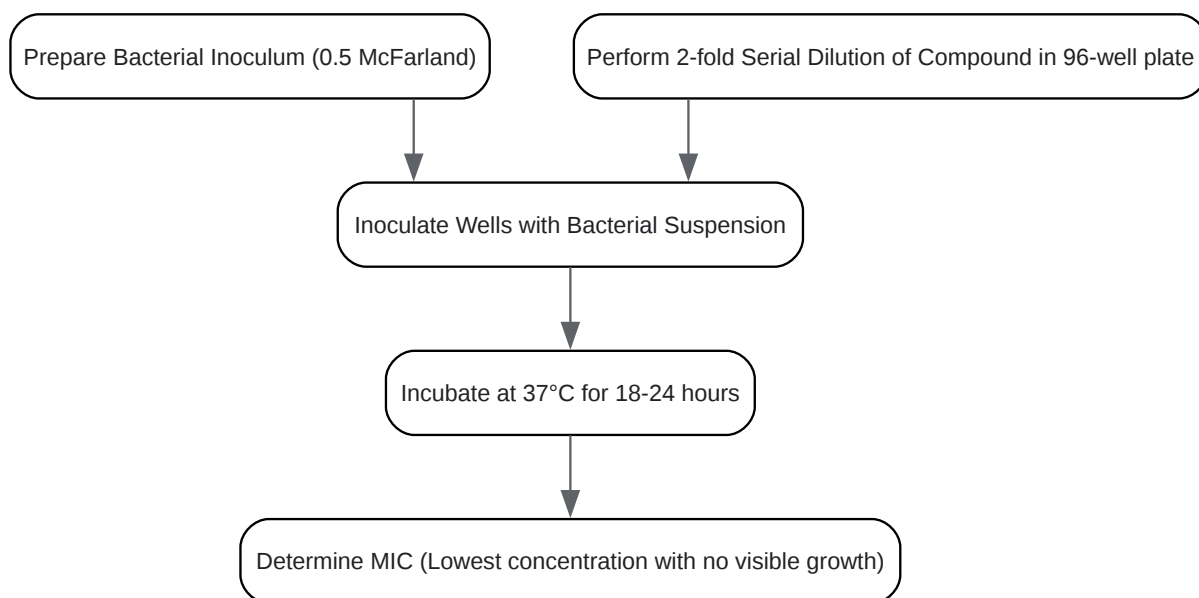 Prepare Bacterial Inoculum (0.5 McFarland)
Perform 2-fold Serial Dilution of Compound in 96-well plate
Inoculate Wells with Bacterial Suspension
Incubate at 37°C for 18-24 hours
Determine MIC (Lowest concentration with no visible growth)